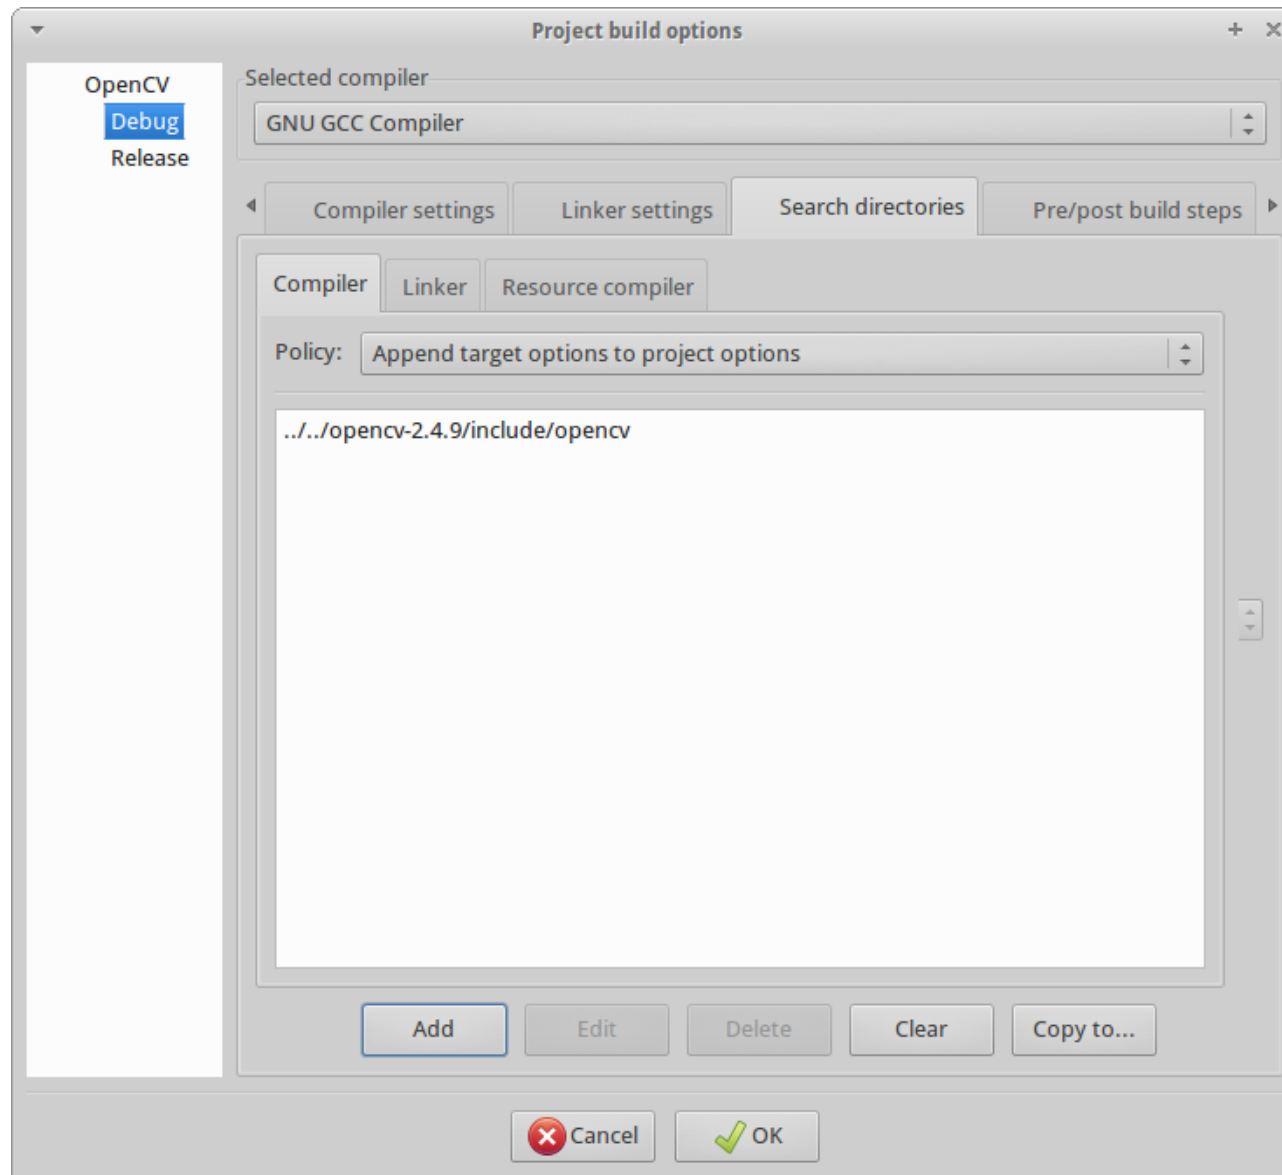 Project build options
OpenCV
Debug
Release
Selected compiler
GNU GCC Compiler
Compiler settings
Linker settings
Search directories
Pre/post build steps
Compiler
Linker
Resource compiler
Policy:
Append target options to project options
../../opencv-2.4.9/include/opencv
Add
Edit
Delete
Clear
Copy to...
Cancel
OK